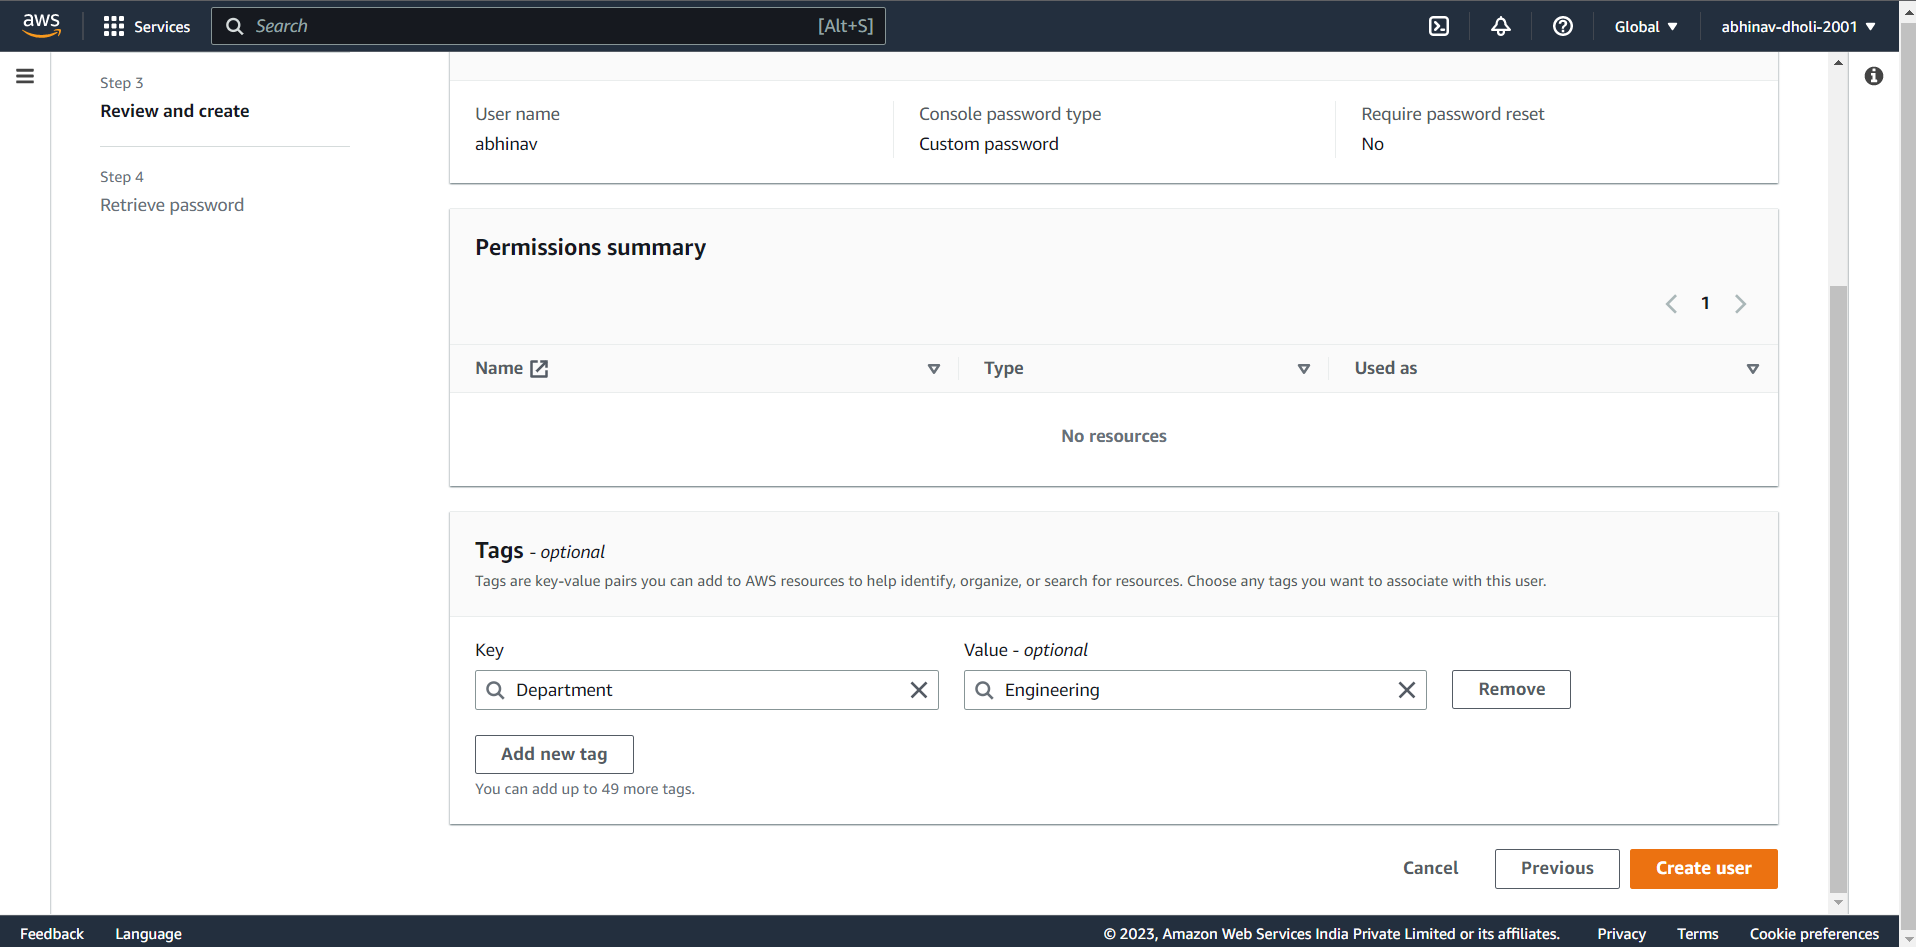 aws
Services
Search
[Alt+S]
Global
abhinav-dholi-2001
Step 3
Review and create
Step 4
Retrieve password
User name
abhinav
Console password type
Custom password
Require password reset
No
Permissions summary
1
Name
Type
Used as
No resources
Tags - optional
Tags are key-value pairs you can add to AWS resources to help identify, organize, or search for resources. Choose any tags you want to associate with this user.
Key
Value - optional
Department
Engineering
Remove
Add new tag
You can add up to 49 more tags.
Cancel
Previous
Create user
Feedback
Language
© 2023, Amazon Web Services India Private Limited or its affiliates.
Privacy
Terms
Cookie preferences